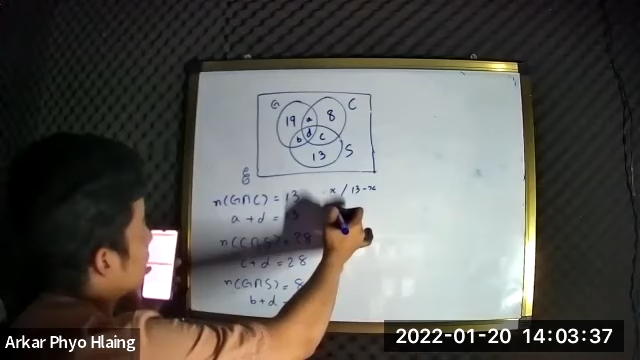 G C
19 a 8
b d c
13 S
n(G∩C) = 13 x / 13-x
a + d = 13
n(C∩S) = 28
c + d = 28
n(G∩S) = 8
b + d =
Arkar Phyo Hlaing
2022-01-20 14:03:37